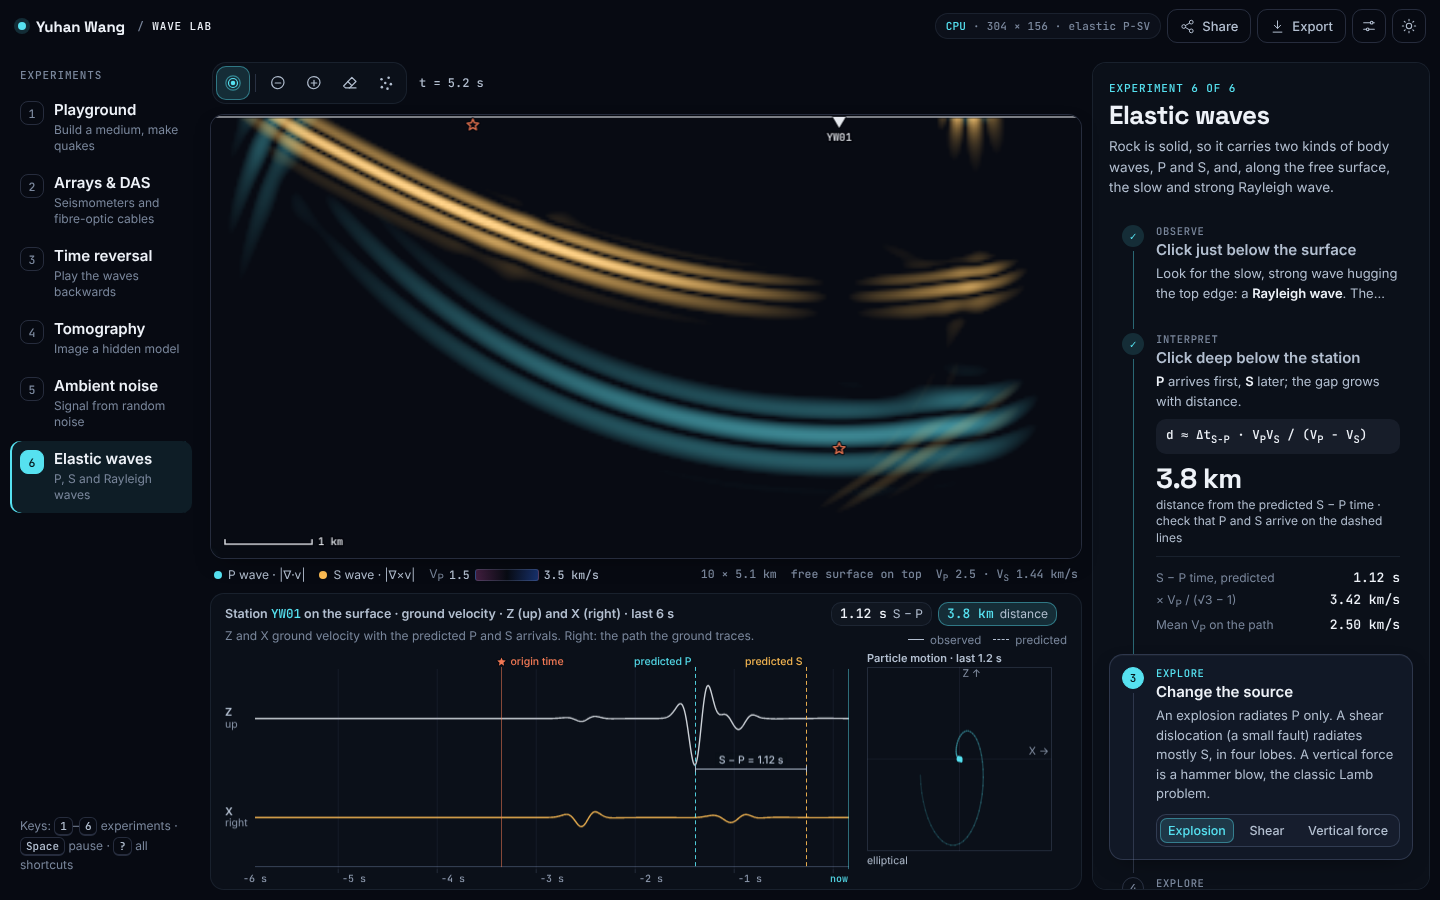 Yuhan Wang / WAVE LAB
CPU · 304 × 156 · elastic P-SV
Share
Export
EXPERIMENTS
1
Playground
Build a medium, make
quakes
2
Arrays & DAS
Seismometers and
fibre-optic cables
3
Time reversal
Play the waves
backwards
4
Tomography
Image a hidden model
5
Ambient noise
Signal from random
noise
6
Elastic waves
P, S and Rayleigh
waves
Keys: 1–6 experiments ·
Space pause · ? all
shortcuts
t = 5.2 s
YW01
1 km
P wave · |∇·v|
S wave · |∇×v|
VP 1.5
3.5 km/s
10 × 5.1 km free surface on top VP 2.5 · VS 1.44 km/s
Station YW01 on the surface · ground velocity · Z (up) and X (right) · last 6 s
1.12 s S − P
3.8 km distance
Z and X ground velocity with the predicted P and S arrivals. Right: the path the ground traces.
observed
predicted
★ origin time
predicted P
predicted S
Z
up
S − P = 1.12 s
X
right
-6 s
-5 s
-4 s
-3 s
-2 s
-1 s
now
Particle motion · last 1.2 s
Z ↑
X →
elliptical
EXPERIMENT 6 OF 6
Elastic waves
Rock is solid, so it carries two kinds of body
waves, P and S, and, along the free surface,
the slow and strong Rayleigh wave.
✓
OBSERVE
Click just below the surface
Look for the slow, strong wave hugging
the top edge: a Rayleigh wave. The…
✓
INTERPRET
Click deep below the station
P arrives first, S later; the gap grows
with distance.
d ≈ ΔtS-P · VPVS / (VP - VS)
3.8 km
distance from the predicted S − P time ·
check that P and S arrive on the dashed
lines
S − P time, predicted 1.12 s
× VP / (√3 − 1) 3.42 km/s
Mean VP on the path 2.50 km/s
3
EXPLORE
Change the source
An explosion radiates P only. A shear
dislocation (a small fault) radiates
mostly S, in four lobes. A vertical force
is a hammer blow, the classic Lamb
problem.
Explosion
Shear
Vertical force
EXPLORE